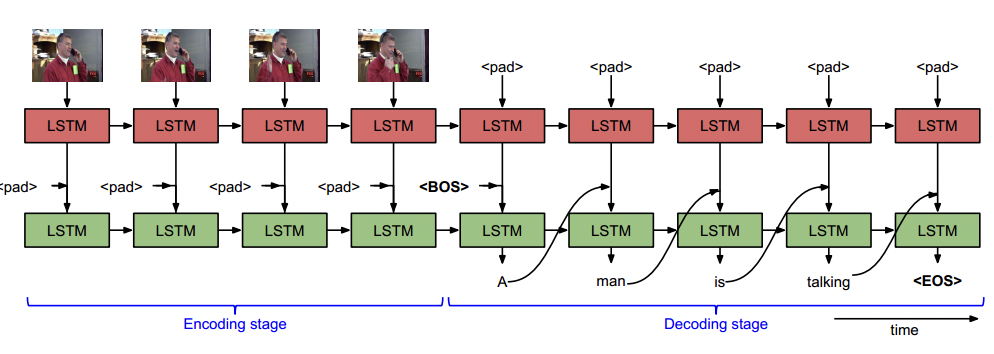 <pad> <pad> <pad> <pad> <pad>
LSTM LSTM LSTM LSTM LSTM LSTM LSTM LSTM LSTM
<pad> <pad> <pad> <pad> <BOS>
LSTM LSTM LSTM LSTM LSTM LSTM LSTM LSTM LSTM
A man is talking <EOS>
Encoding stage Decoding stage
time